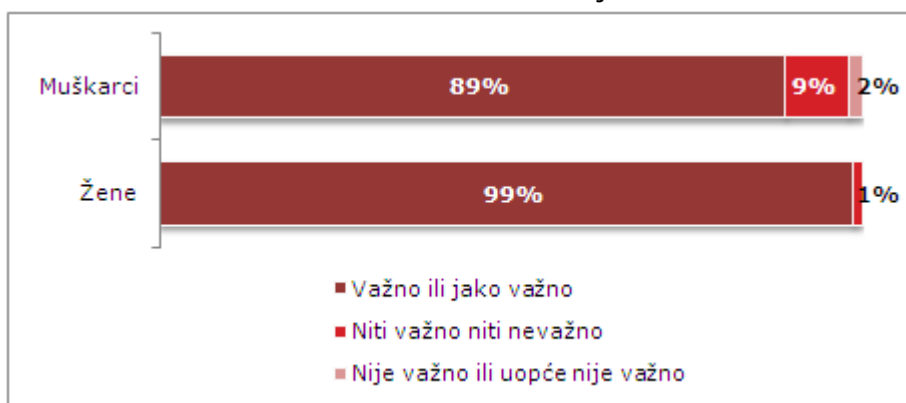 Muškarci 89% 9% 2%
Žene 99% 1%
Važno ili jako važno
Niti važno niti nevažno
Nije važno ili uopće nije važno